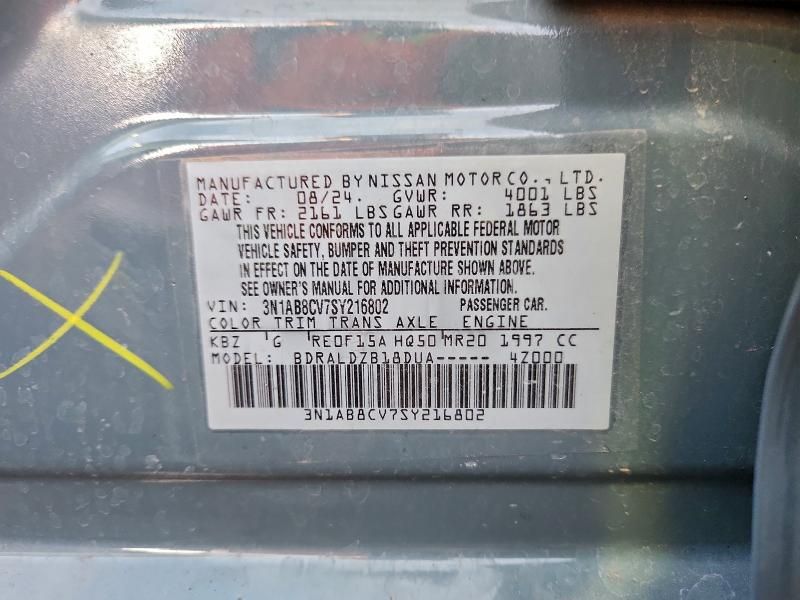 MANUFACTURED BY NISSAN MOTOR CO., LTD.
DATE: 08/24. GVWR: 4001 LBS
GAWR FR: 2161 LBS GAWR RR: 1863 LBS
THIS VEHICLE CONFORMS TO ALL APPLICABLE FEDERAL MOTOR
VEHICLE SAFETY, BUMPER AND THEFT PREVENTION STANDARDS
IN EFFECT ON THE DATE OF MANUFACTURE SHOWN ABOVE.
SEE OWNER'S MANUAL FOR ADDITIONAL INFORMATION.
VIN: 3N1AB8CV7SY216802 PASSENGER CAR.
COLOR TRIM TRANS AXLE ENGINE
KBZ G RE0F15A HQ50 MR20 1997 CC
MODEL: BDRALDZB18DUA----- 4Z000
3N1AB8CV7SY216802